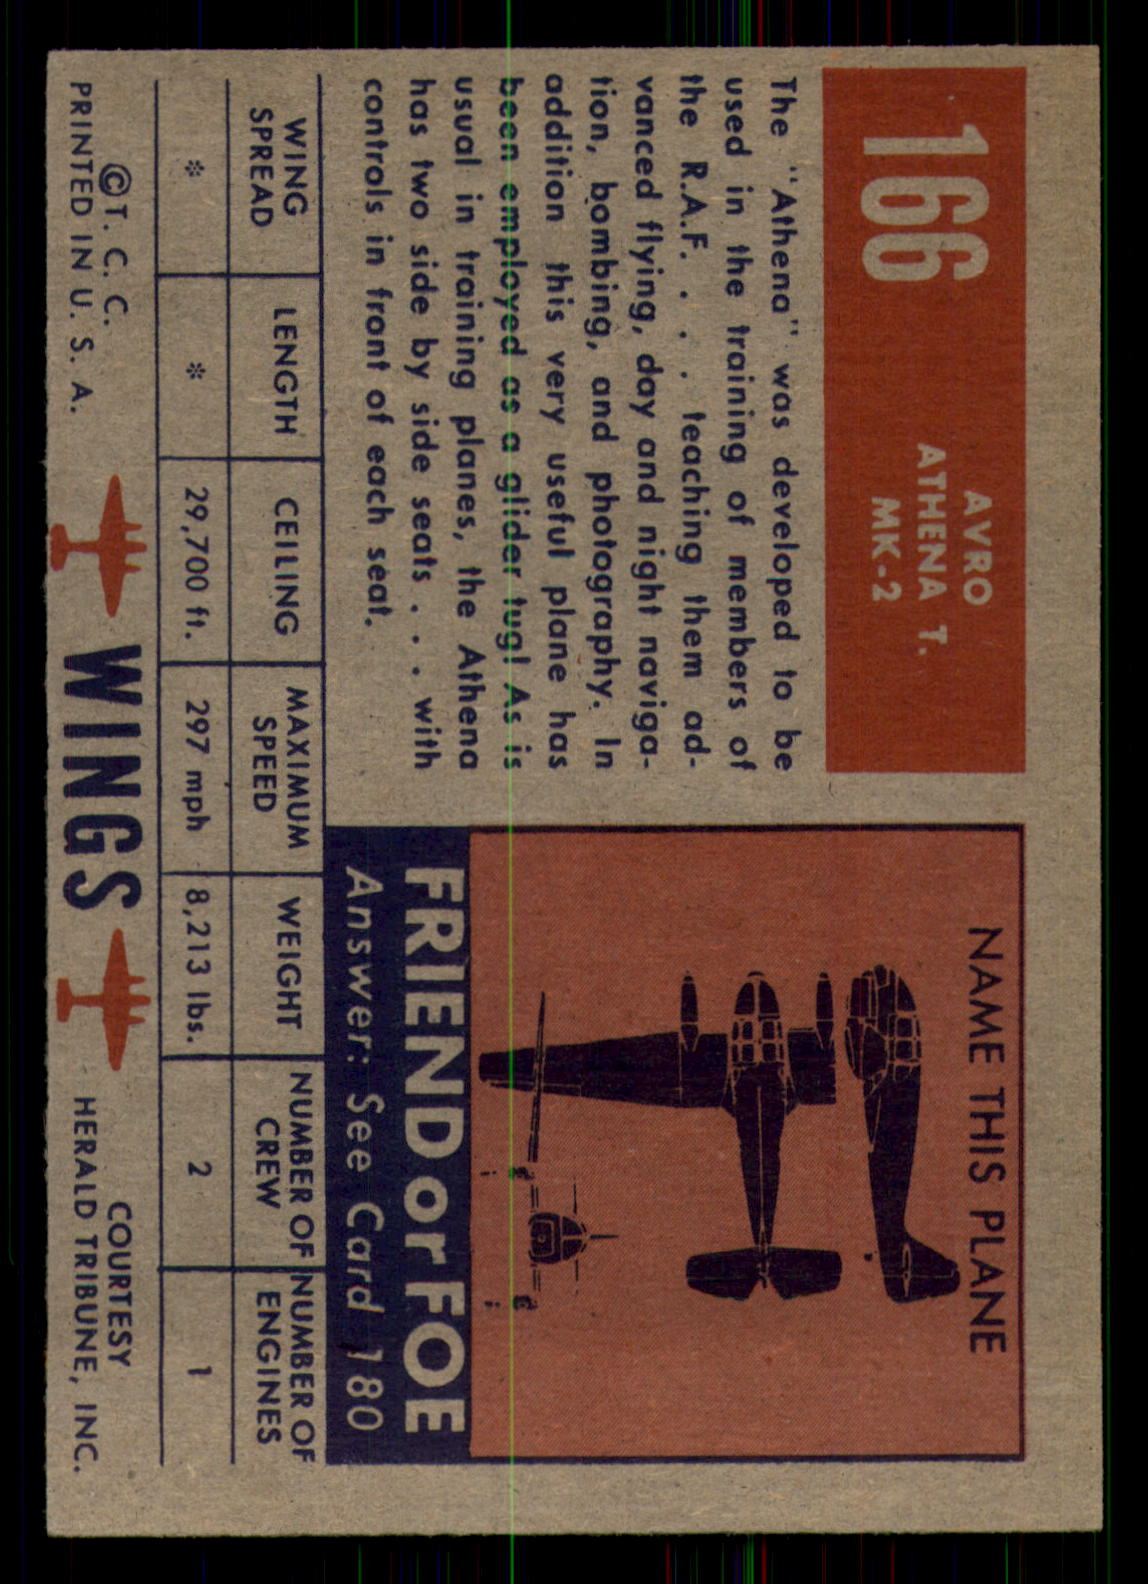 166
AVRO
ATHENA T.
MK-2
The "Athena" was developed to be
used in the training of members of
the R.A.F. . . . teaching them ad-
vanced flying, day and night naviga-
tion, bombing, and photography. In
addition this very useful plane has
been employed as a glider tug! As is
usual in training planes, the Athena
has two side by side seats . . . with
controls in front of each seat.
NAME THIS PLANE
FRIEND or FOE
Answer: See Card 180
WING
SPREAD
LENGTH
CEILING
MAXIMUM
SPEED
WEIGHT
NUMBER OF
CREW
NUMBER OF
ENGINES
*
*
29,700 ft.
297 mph
8,213 lbs.
2
1
©T. C. C.
PRINTED IN U. S. A.
WINGS
COURTESY
HERALD TRIBUNE, INC.